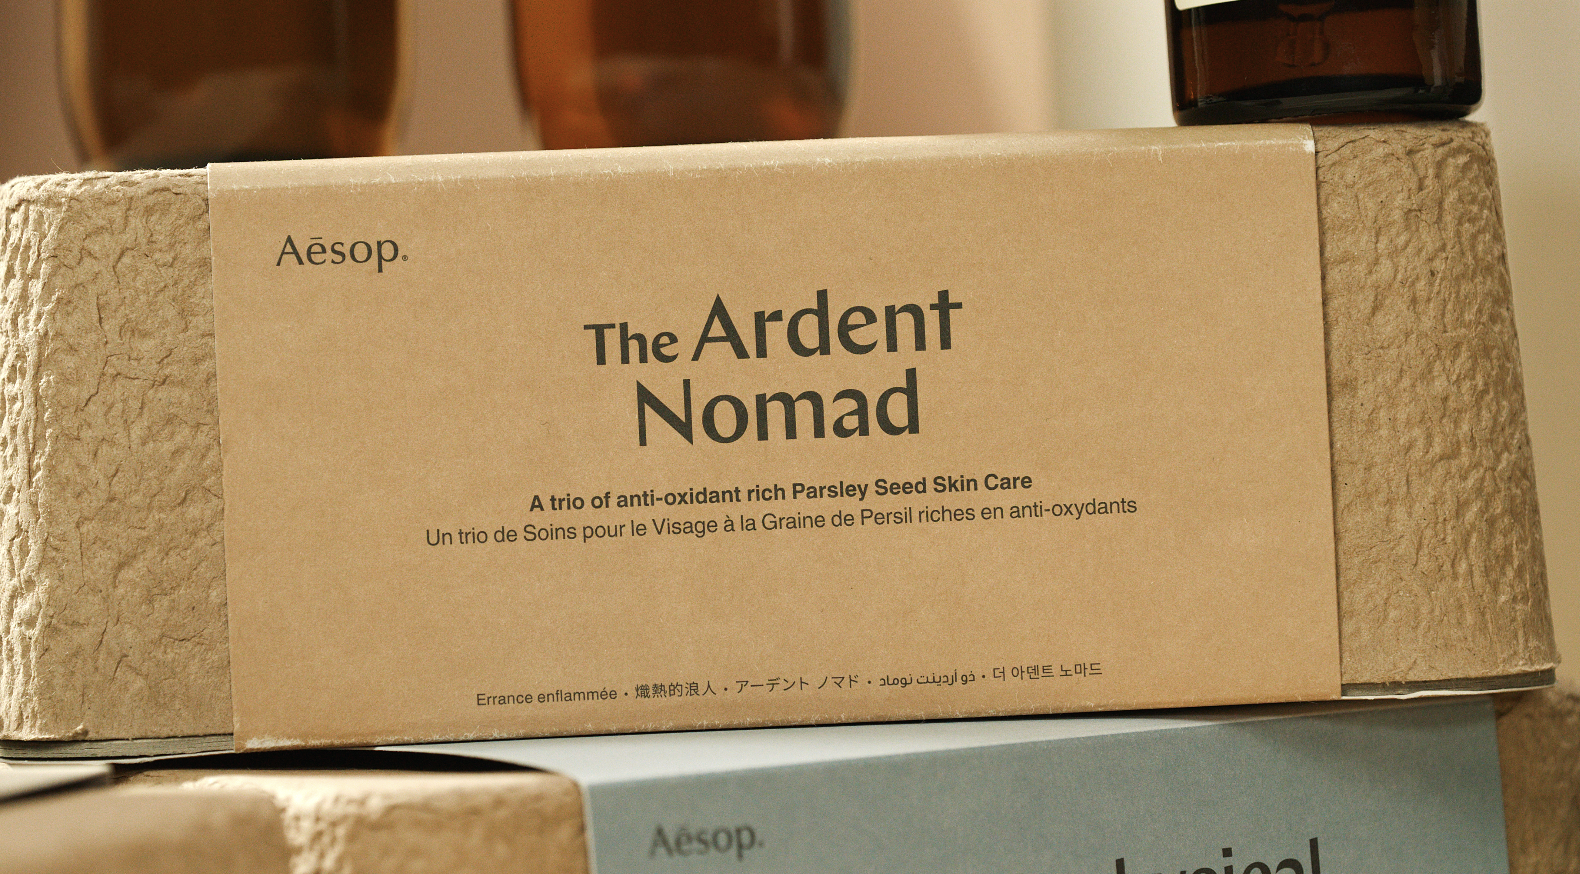 Aēsop®
The Ardent
Nomad
A trio of anti-oxidant rich Parsley Seed Skin Care
Un trio de Soins pour le Visage à la Graine de Persil riches en anti-oxydants
Errance enflammée · 熾熱的浪人 · アーデント ノマド · ذو أردينت نوماد · 더 아덴트 노마드
Aēsop.